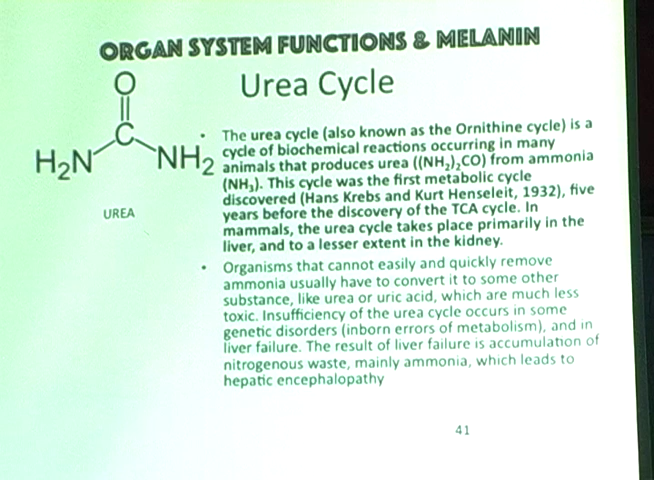 ORGAN SYSTEM FUNCTIONS & MELANIN
Urea Cycle
O
C
H₂N
NH₂
UREA
• The urea cycle (also known as the Ornithine cycle) is a
cycle of biochemical reactions occurring in many
animals that produces urea ((NH₂)₂CO) from ammonia
(NH₃). This cycle was the first metabolic cycle
discovered (Hans Krebs and Kurt Henseleit, 1932), five
years before the discovery of the TCA cycle. In
mammals, the urea cycle takes place primarily in the
liver, and to a lesser extent in the kidney.
• Organisms that cannot easily and quickly remove
ammonia usually have to convert it to some other
substance, like urea or uric acid, which are much less
toxic. Insufficiency of the urea cycle occurs in some
genetic disorders (inborn errors of metabolism), and in
liver failure. The result of liver failure is accumulation of
nitrogenous waste, mainly ammonia, which leads to
hepatic encephalopathy
41